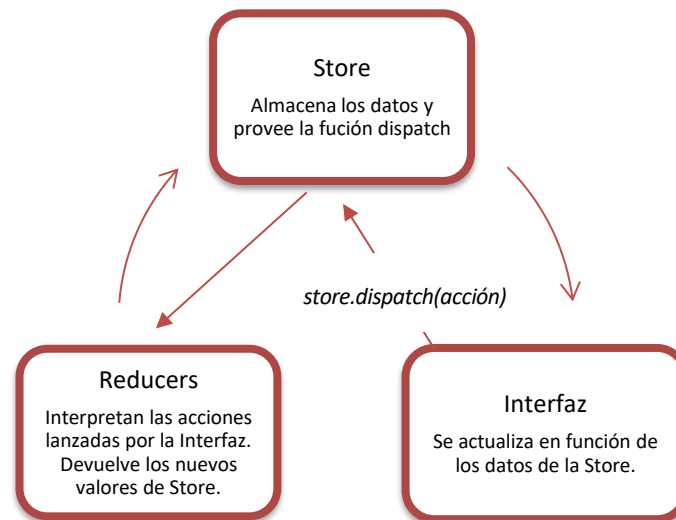 Store
Almacena los datos y
provee la fución dispatch
store.dispatch(acción)
Reducers
Interpretan las acciones
lanzadas por la Interfaz.
Devuelve los nuevos
valores de Store.
Interfaz
Se actualiza en función de
los datos de la Store.